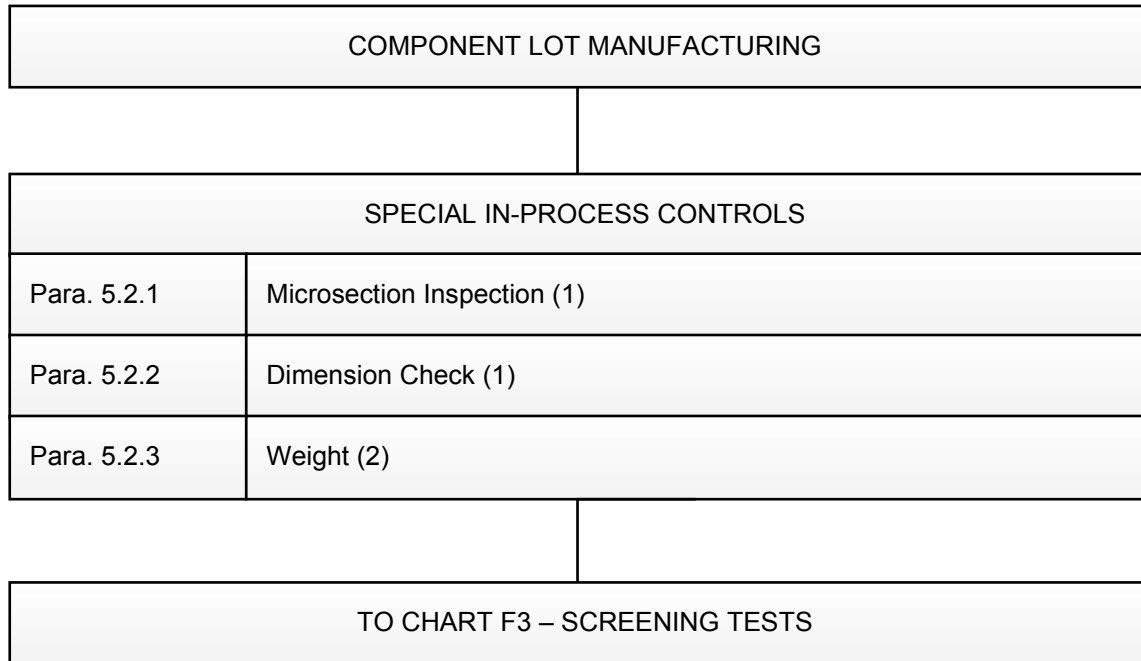 COMPONENT LOT MANUFACTURING
SPECIAL IN-PROCESS CONTROLS
Para. 5.2.1 Microsection Inspection (1)
Para. 5.2.2 Dimension Check (1)
Para. 5.2.3 Weight (2)
TO CHART F3 – SCREENING TESTS